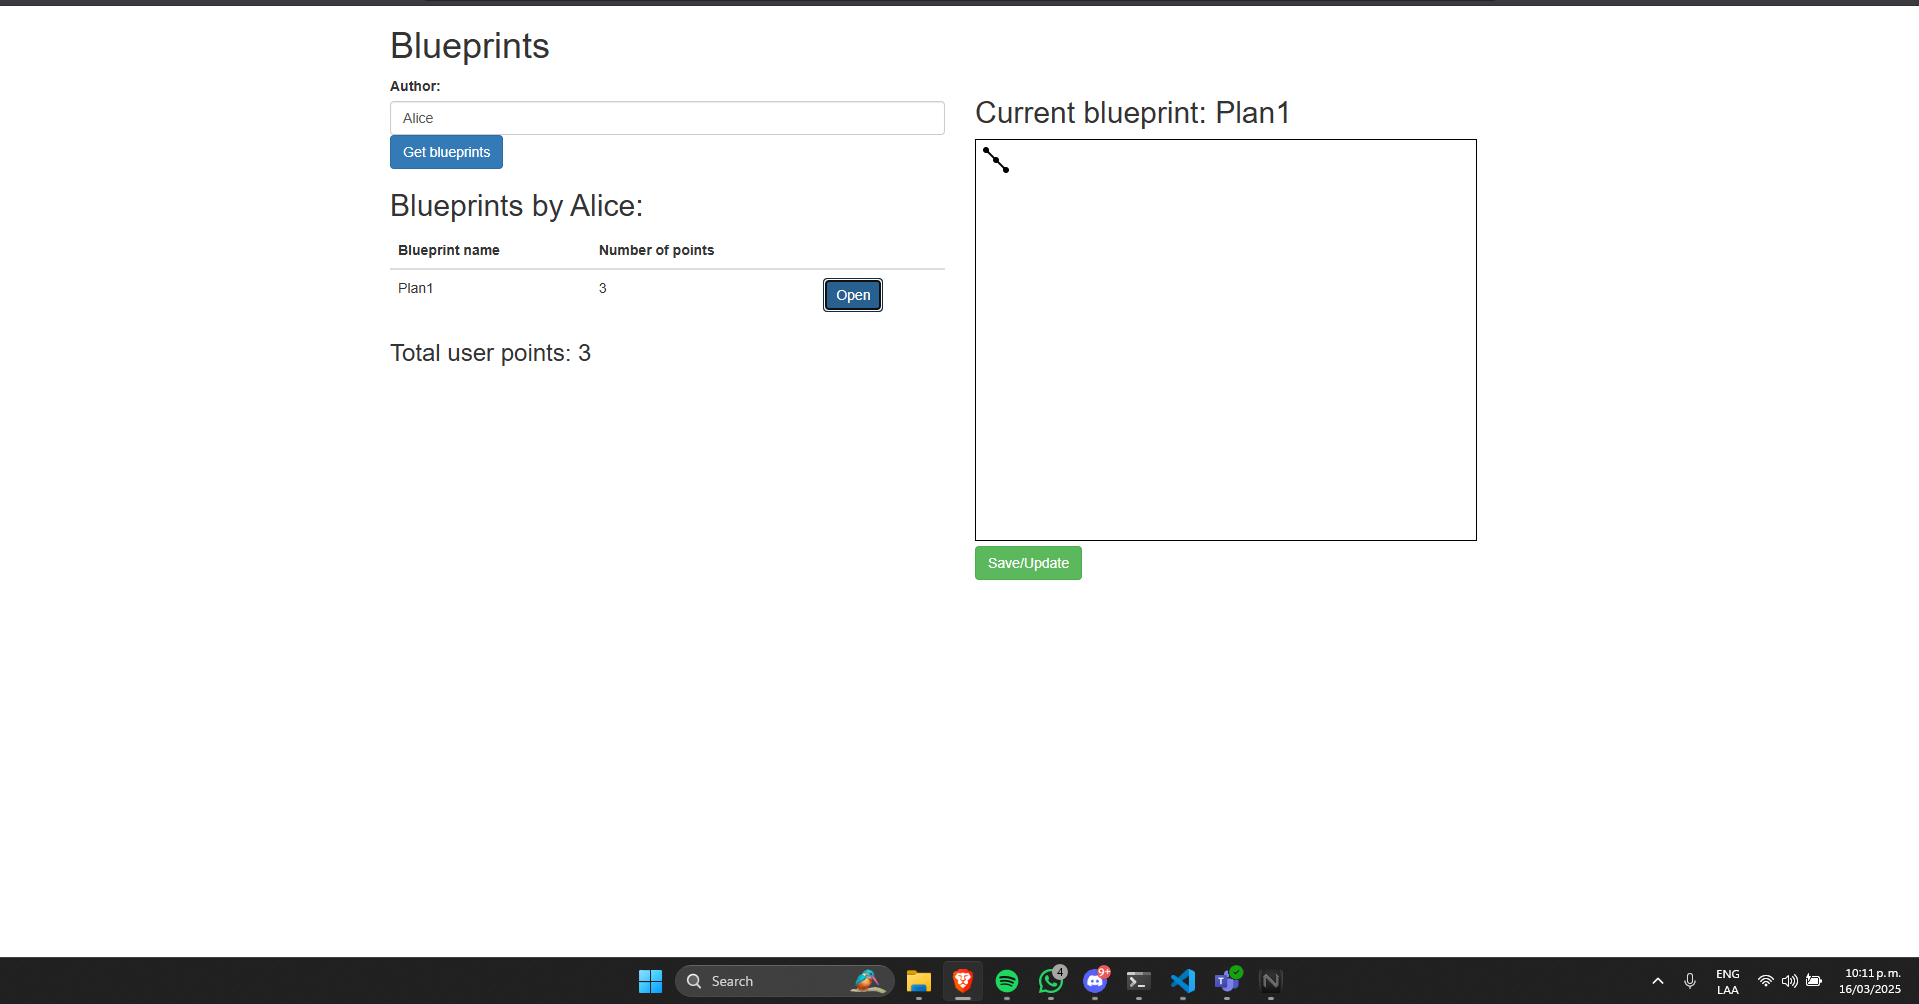 Blueprints
Author:
Alice
Get blueprints
Blueprints by Alice:
Blueprint name Number of points
Plan1 3 Open
Total user points: 3
Current blueprint: Plan1
Save/Update
Search
4
9+
ENG
LAA
10:11 p.m.
16/03/2025